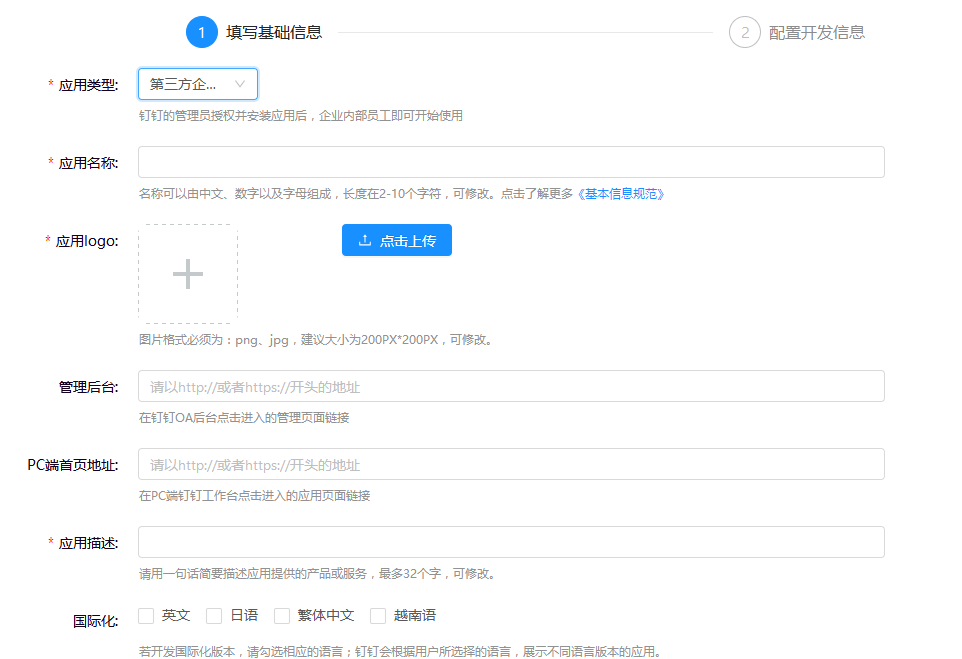 1 填写基础信息 2 配置开发信息
* 应用类型: 第三方企...
钉钉的管理员授权并安装应用后，企业内部员工即可开始使用
* 应用名称:
名称可以由中文、数字以及字母组成，长度在2-10个字符，可修改。点击了解更多《基本信息规范》
* 应用logo: 点击上传
图片格式必须为：png、jpg，建议大小为200PX*200PX，可修改。
管理后台: 请以http://或者https://开头的地址
在钉钉OA后台点击进入的管理页面链接
PC端首页地址: 请以http://或者https://开头的地址
在PC端钉钉工作台点击进入的应用页面链接
* 应用描述:
请用一句话简要描述应用提供的产品或服务，最多32个字，可修改。
国际化: 英文 日语 繁体中文 越南语
若开发国际化版本，请勾选相应的语言；钉钉会根据用户所选择的语言，展示不同语言版本的应用。